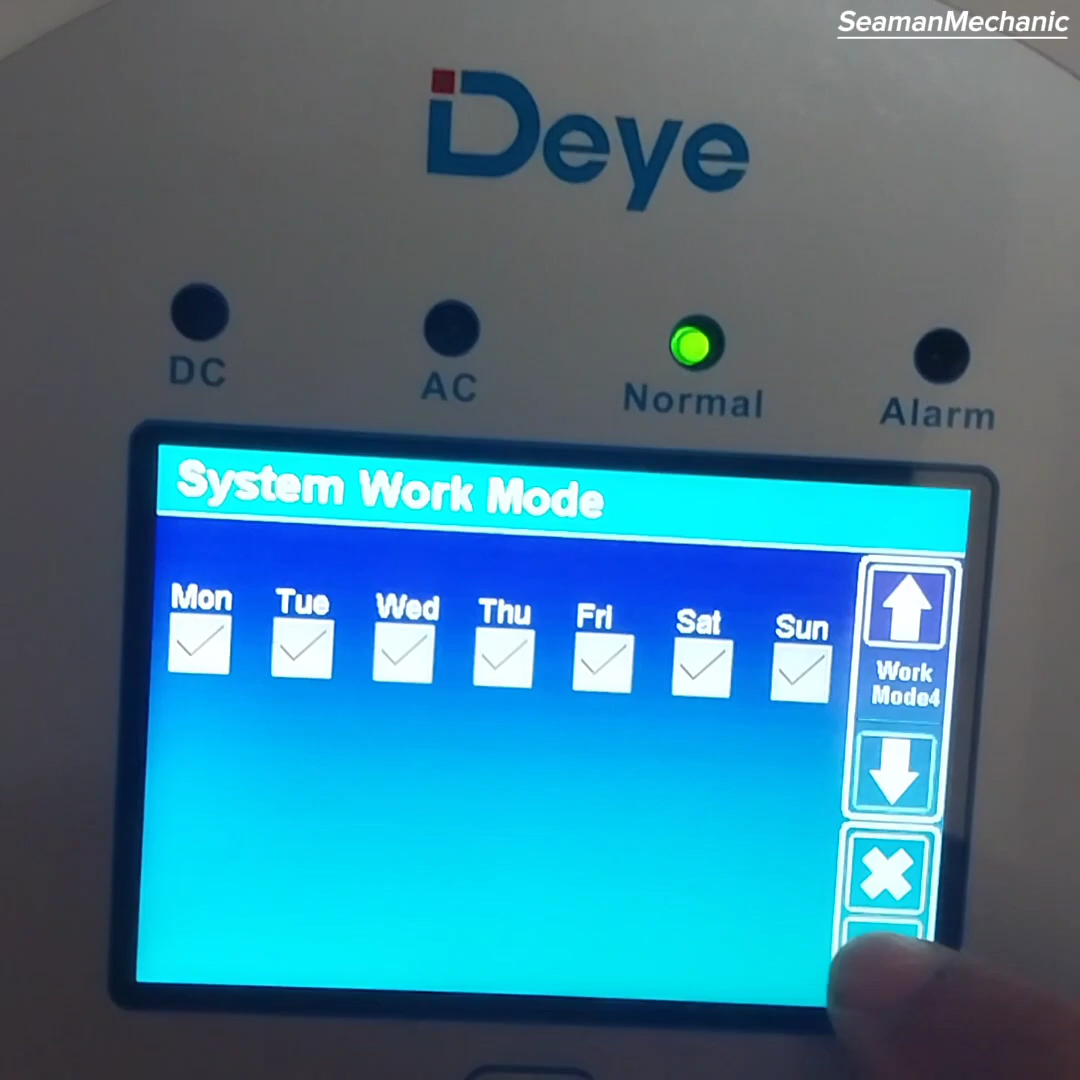 SeamanMechanic
Deye
DC AC Normal Alarm
System Work Mode
Mon Tue Wed Thu Fri Sat Sun
Work
Mode4